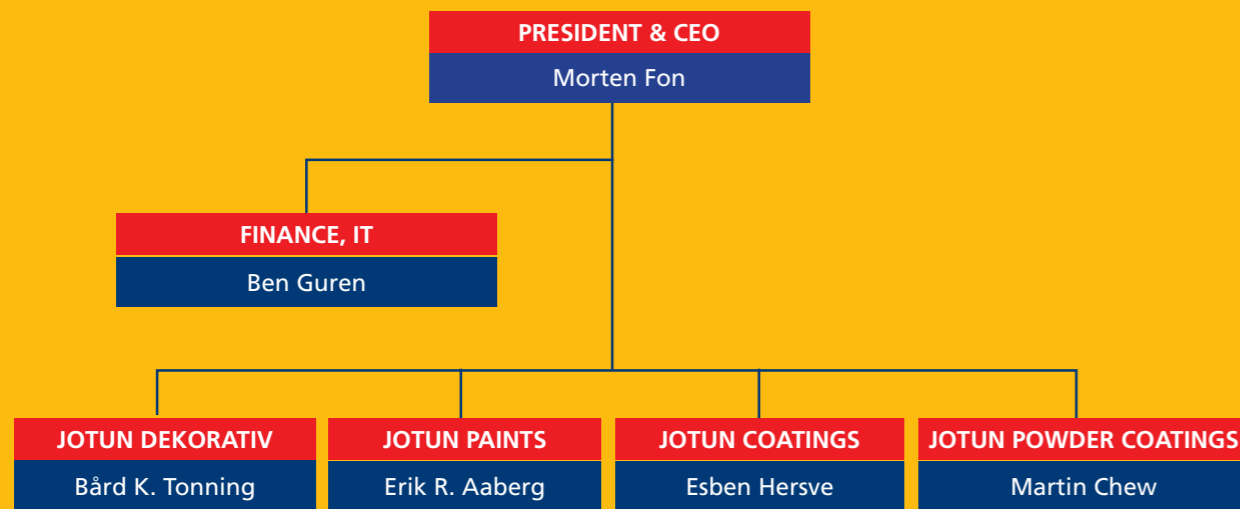 PRESIDENT & CEO
Morten Fon
FINANCE, IT
Ben Guren
JOTUN DEKORATIV
Bård K. Tonning
JOTUN PAINTS
Erik R. Aaberg
JOTUN COATINGS
Esben Hersve
JOTUN POWDER COATINGS
Martin Chew